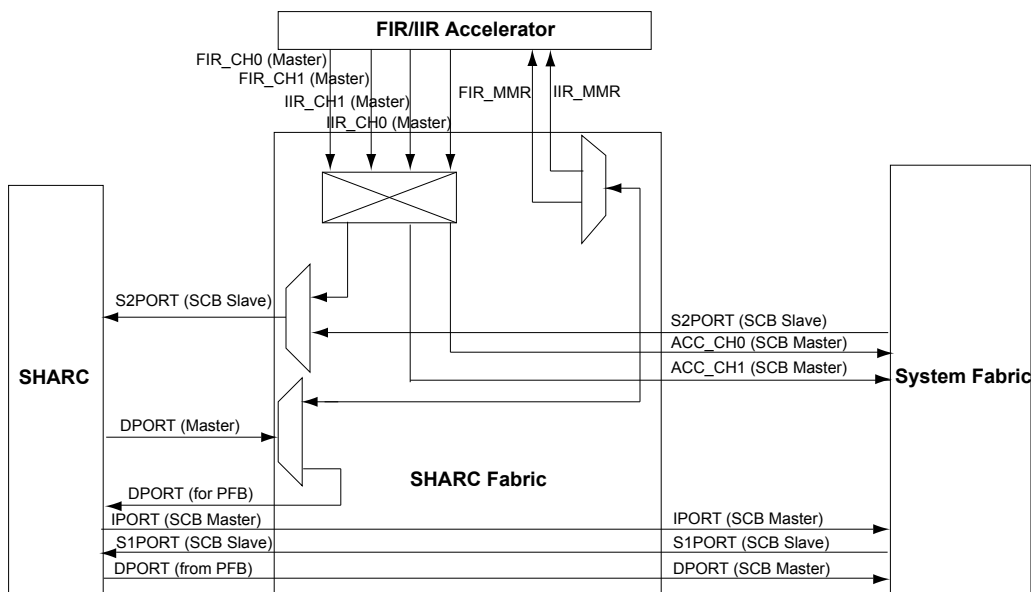 FIR/IIR Accelerator
FIR_CH0 (Master)
FIR_CH1 (Master)
IIR_CH1 (Master)
IIR_CH0 (Master)
FIR_MMR
IIR_MMR
S2PORT (SCB Slave)
S2PORT (SCB Slave)
ACC_CH0 (SCB Master)
ACC_CH1 (SCB Master)
SHARC
System Fabric
DPORT (Master)
SHARC Fabric
DPORT (for PFB)
IPORT (SCB Master)
IPORT (SCB Master)
S1PORT (SCB Slave)
S1PORT (SCB Slave)
DPORT (from PFB)
DPORT (SCB Master)